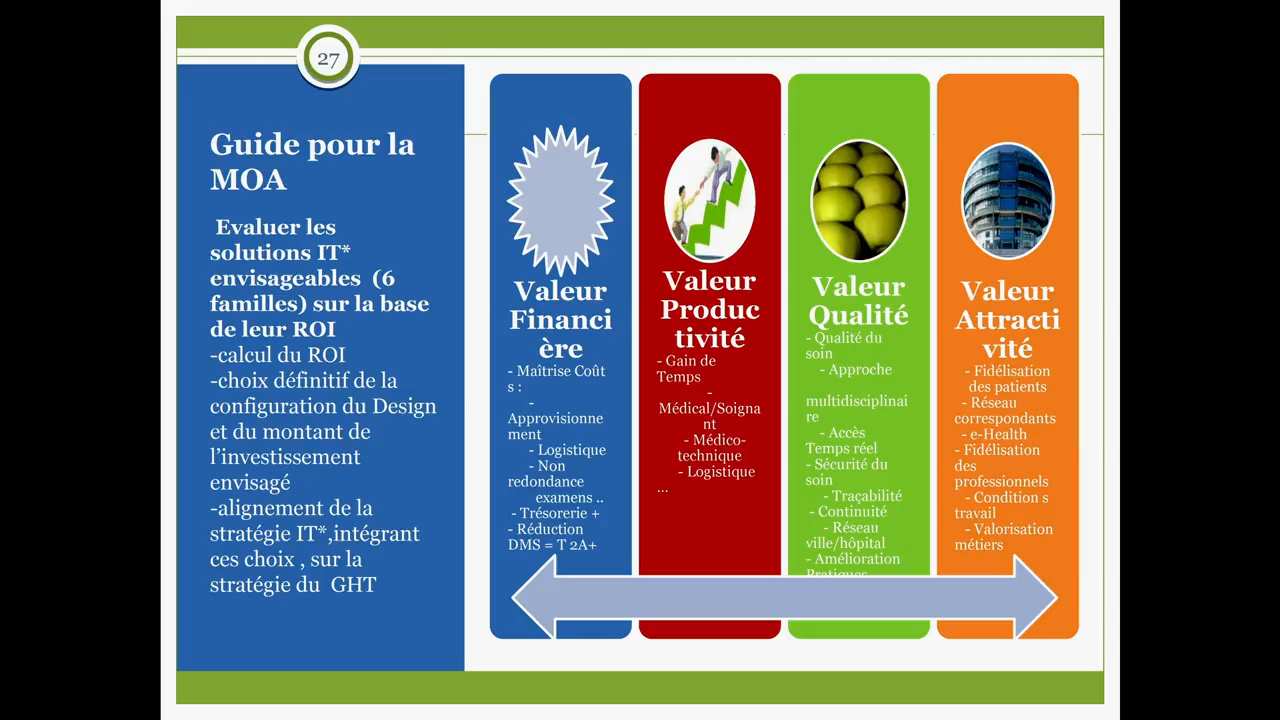 27
Guide pour la
MOA
Evaluer les
solutions IT*
envisageables (6
familles) sur la base
de leur ROI
-calcul du ROI
-choix définitif de la
configuration du Design
et du montant de
l'investissement
envisagé
-alignement de la
stratégie IT*,intégrant
ces choix , sur la
stratégie du GHT
Valeur
Financi
ère
- Maîtrise Coût
s :
-
Approvisionne
ment
- Logistique
- Non
redondance
examens ..
- Trésorerie +
- Réduction
DMS = T 2A+
Valeur
Produc
tivité
- Gain de
Temps
-
Médical/Soigna
nt
- Médico-
technique
- Logistique
...
Valeur
Qualité
- Qualité du
soin
- Approche
multidisciplinai
re
- Accès
Temps réel
- Sécurité du
soin
- Traçabilité
- Continuité
- Réseau
ville/hôpital
- Amélioration
Pratiques
Valeur
Attracti
vité
- Fidélisation
des patients
- Réseau
correspondants
- e-Health
- Fidélisation
des
professionnels
- Condition s
travail
- Valorisation
métiers